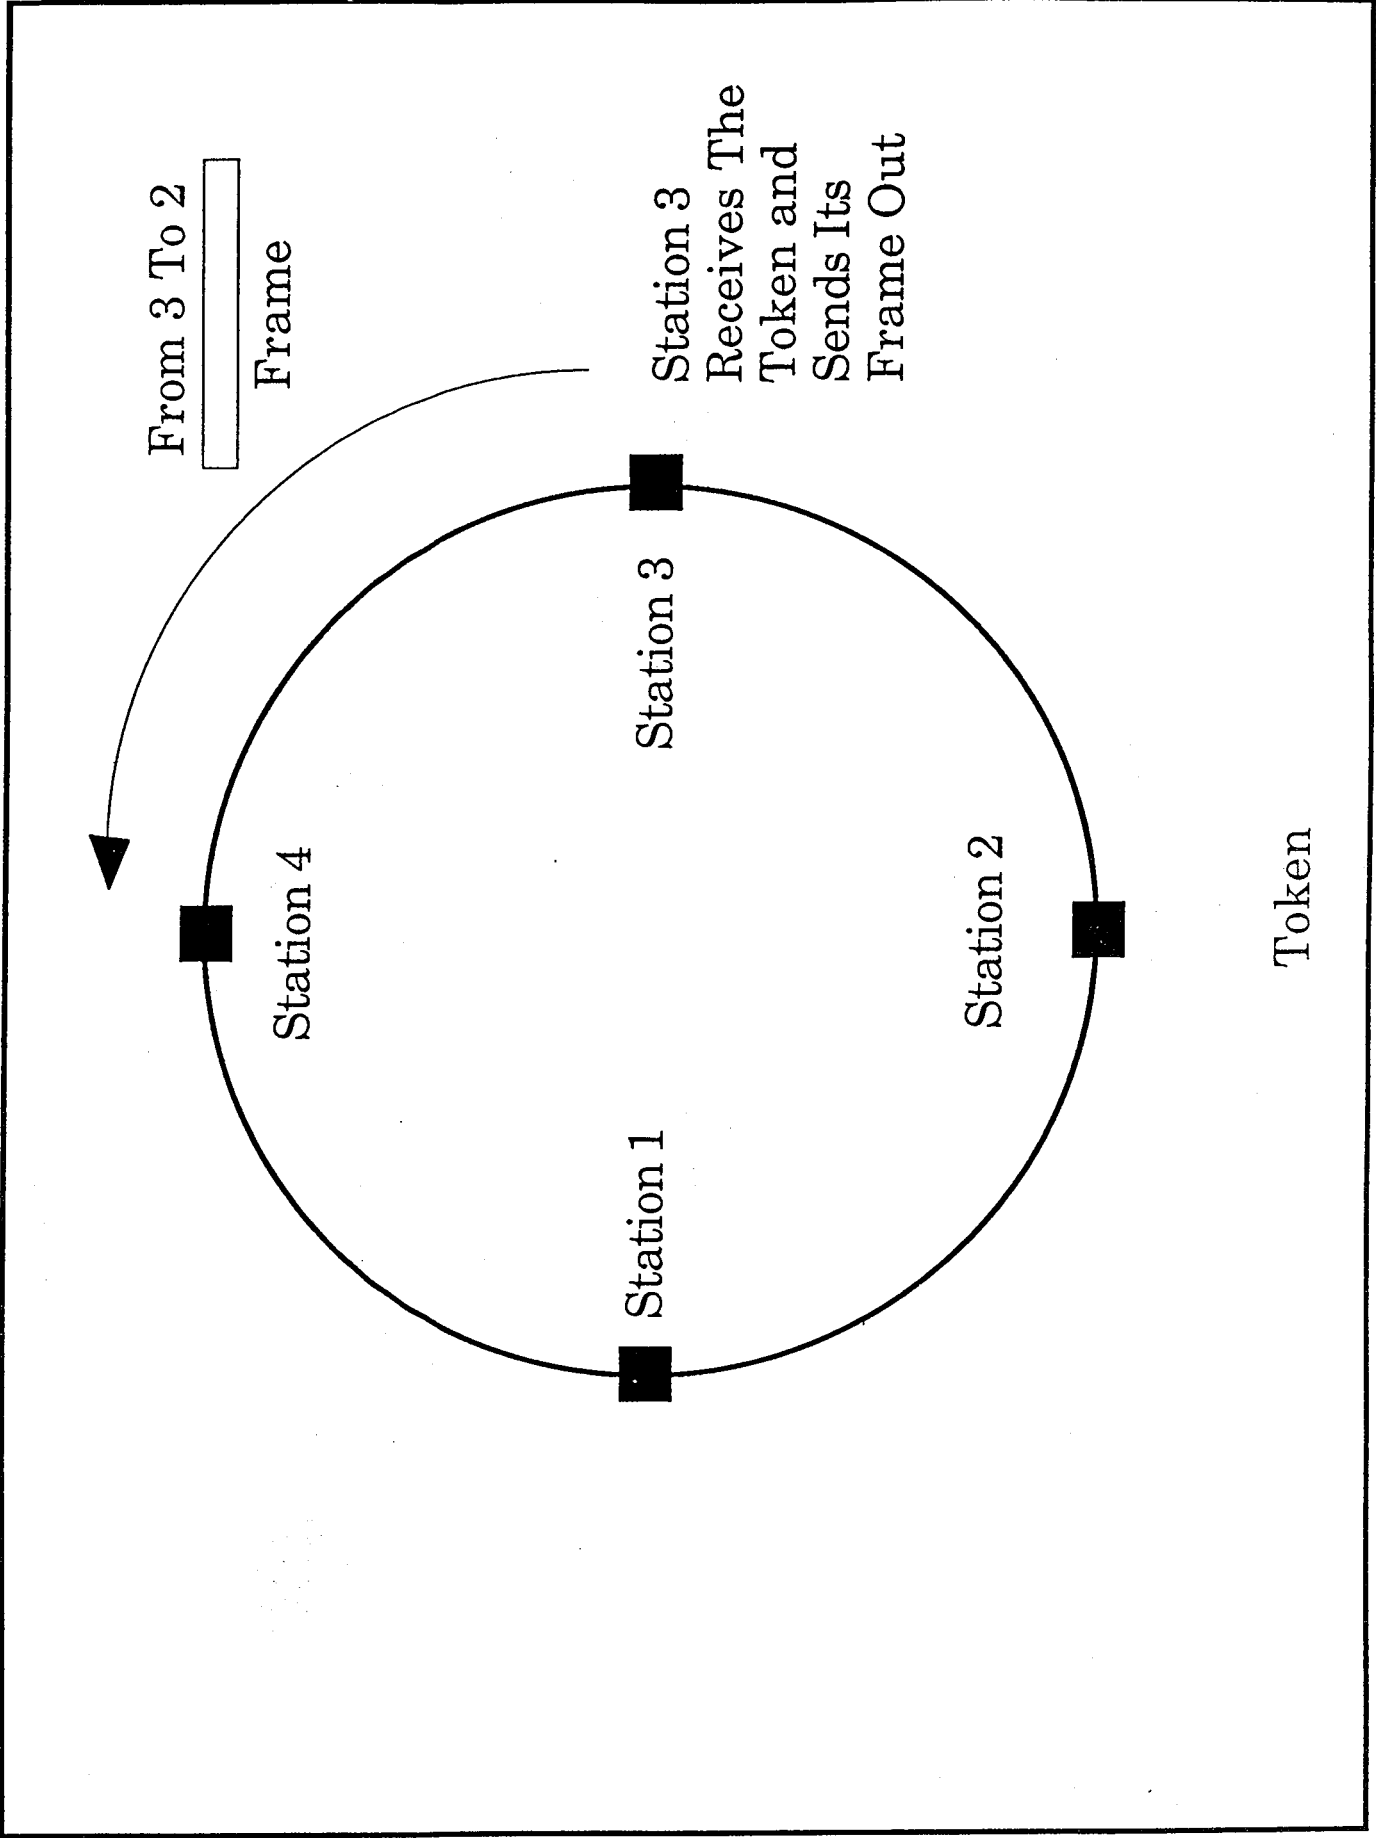 From 3 To 2
Frame
Station 4
Station 1
Station 3
Station 3
Receives The
Token and
Sends Its
Frame Out
Station 2
Token